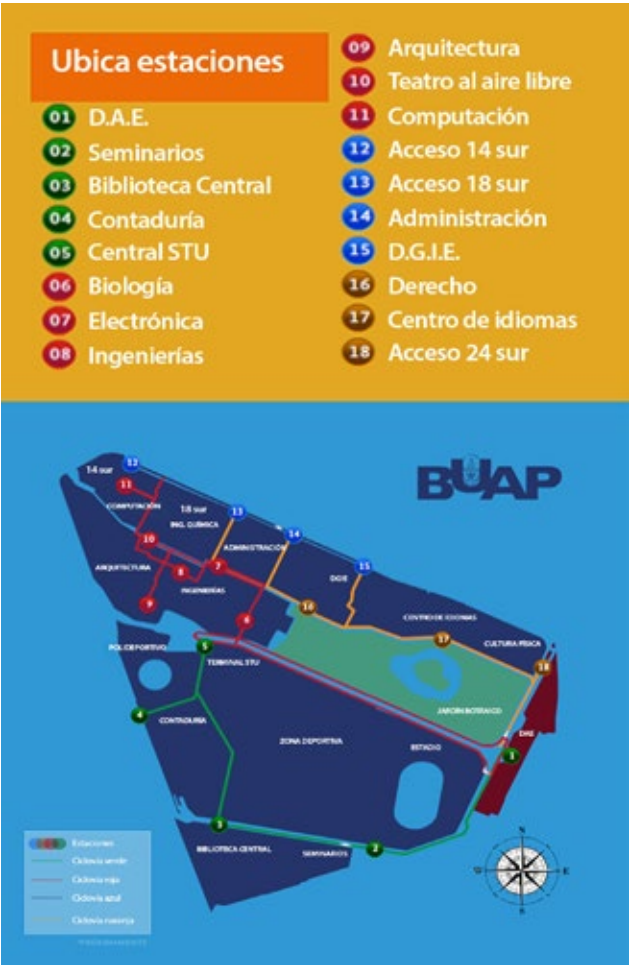 Ubica estaciones
01 D.A.E.
02 Seminarios
03 Biblioteca Central
04 Contaduría
05 Central STU
06 Biología
07 Electrónica
08 Ingenierías
09 Arquitectura
10 Teatro al aire libre
11 Computación
12 Acceso 14 sur
13 Acceso 18 sur
14 Administración
15 D.G.I.E.
16 Derecho
17 Centro de idiomas
18 Acceso 24 sur
BUAP
12
14 sur
11
COMPUTACIÓN
18 sur
13
ING. QUÍMICA
14
10
ADMINISTRACIÓN
ARQUITECTURA
8
7
15
DGIE
INGENIERÍAS
9
16
6
CENTRO DE IDIOMAS
17
CULTURA FÍSICA
POLIDEPORTIVO
5
TERMINAL STU
18
JARDIN BOTANICO
4
CONTADURÍA
DAE
ZONA DEPORTIVA
ESTADIO
1
3
2
BIBLIOTECA CENTRAL
SEMINARIOS
Estaciones
Ciclovía verde
Ciclovía roja
Ciclovía azul
Ciclovía naranja
*PRÓXIMAMENTE
N
E
S